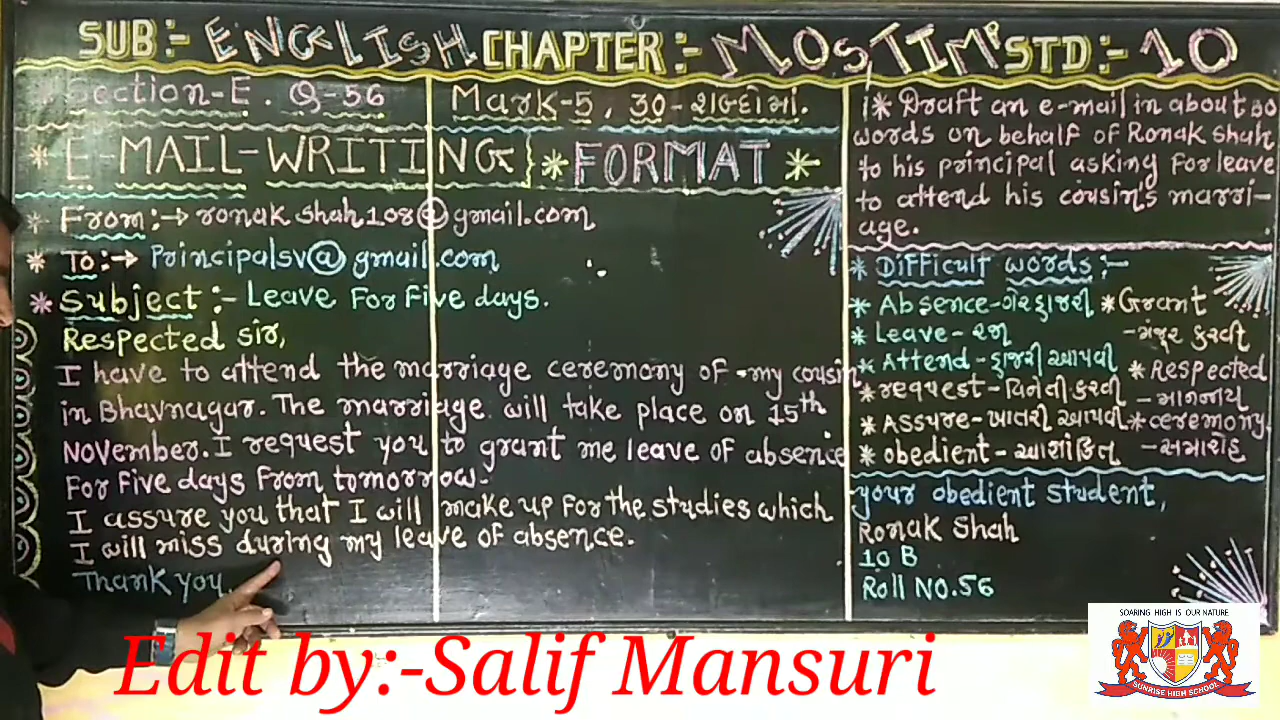 SUB:- ENGLISH CHAPTER:- MOST IMP STD:- 10
Section-E. Q-56
Mark-5, 30-શબ્દોમાં.
* E-MAIL-WRITING} * FORMAT *
* From:→ ronak shah108@gmail.com
* To:→ Principalsv@gmail.com
* Subject:- Leave For Five days.
Respected sir,
I have to attend the marriage ceremony of my cousin
in Bhavnagar. The marriage will take place on 15th
November. I request you to grant me leave of absence
For Five days From tomorrow.
I assure you that I will make up For the studies which
I will miss during my leave of absence.
Thank you.
1* Draft an e-mail in about 30
words on behalf of Ronak Shah
to his principal asking For leave
to attend his cousin's marri-
age.
* Difficult words:-
* Absence-ગેરહાજરી * Grant
* Leave-રજા -મંજૂર કરવી
* Attend-હાજરી આપવી * Respected
* request-વિનંતી કરવી -માનનીય
* Assure-ખાતરી આપવી * ceremony.
* obedient-આજ્ઞાંકિત -સમારોહ
your obedient student,
Ronak Shah
10 B
Roll No.56
Edit by:-Salif Mansuri
SOARING HIGH IS OUR NATURE
SUNRISE HIGH SCHOOL